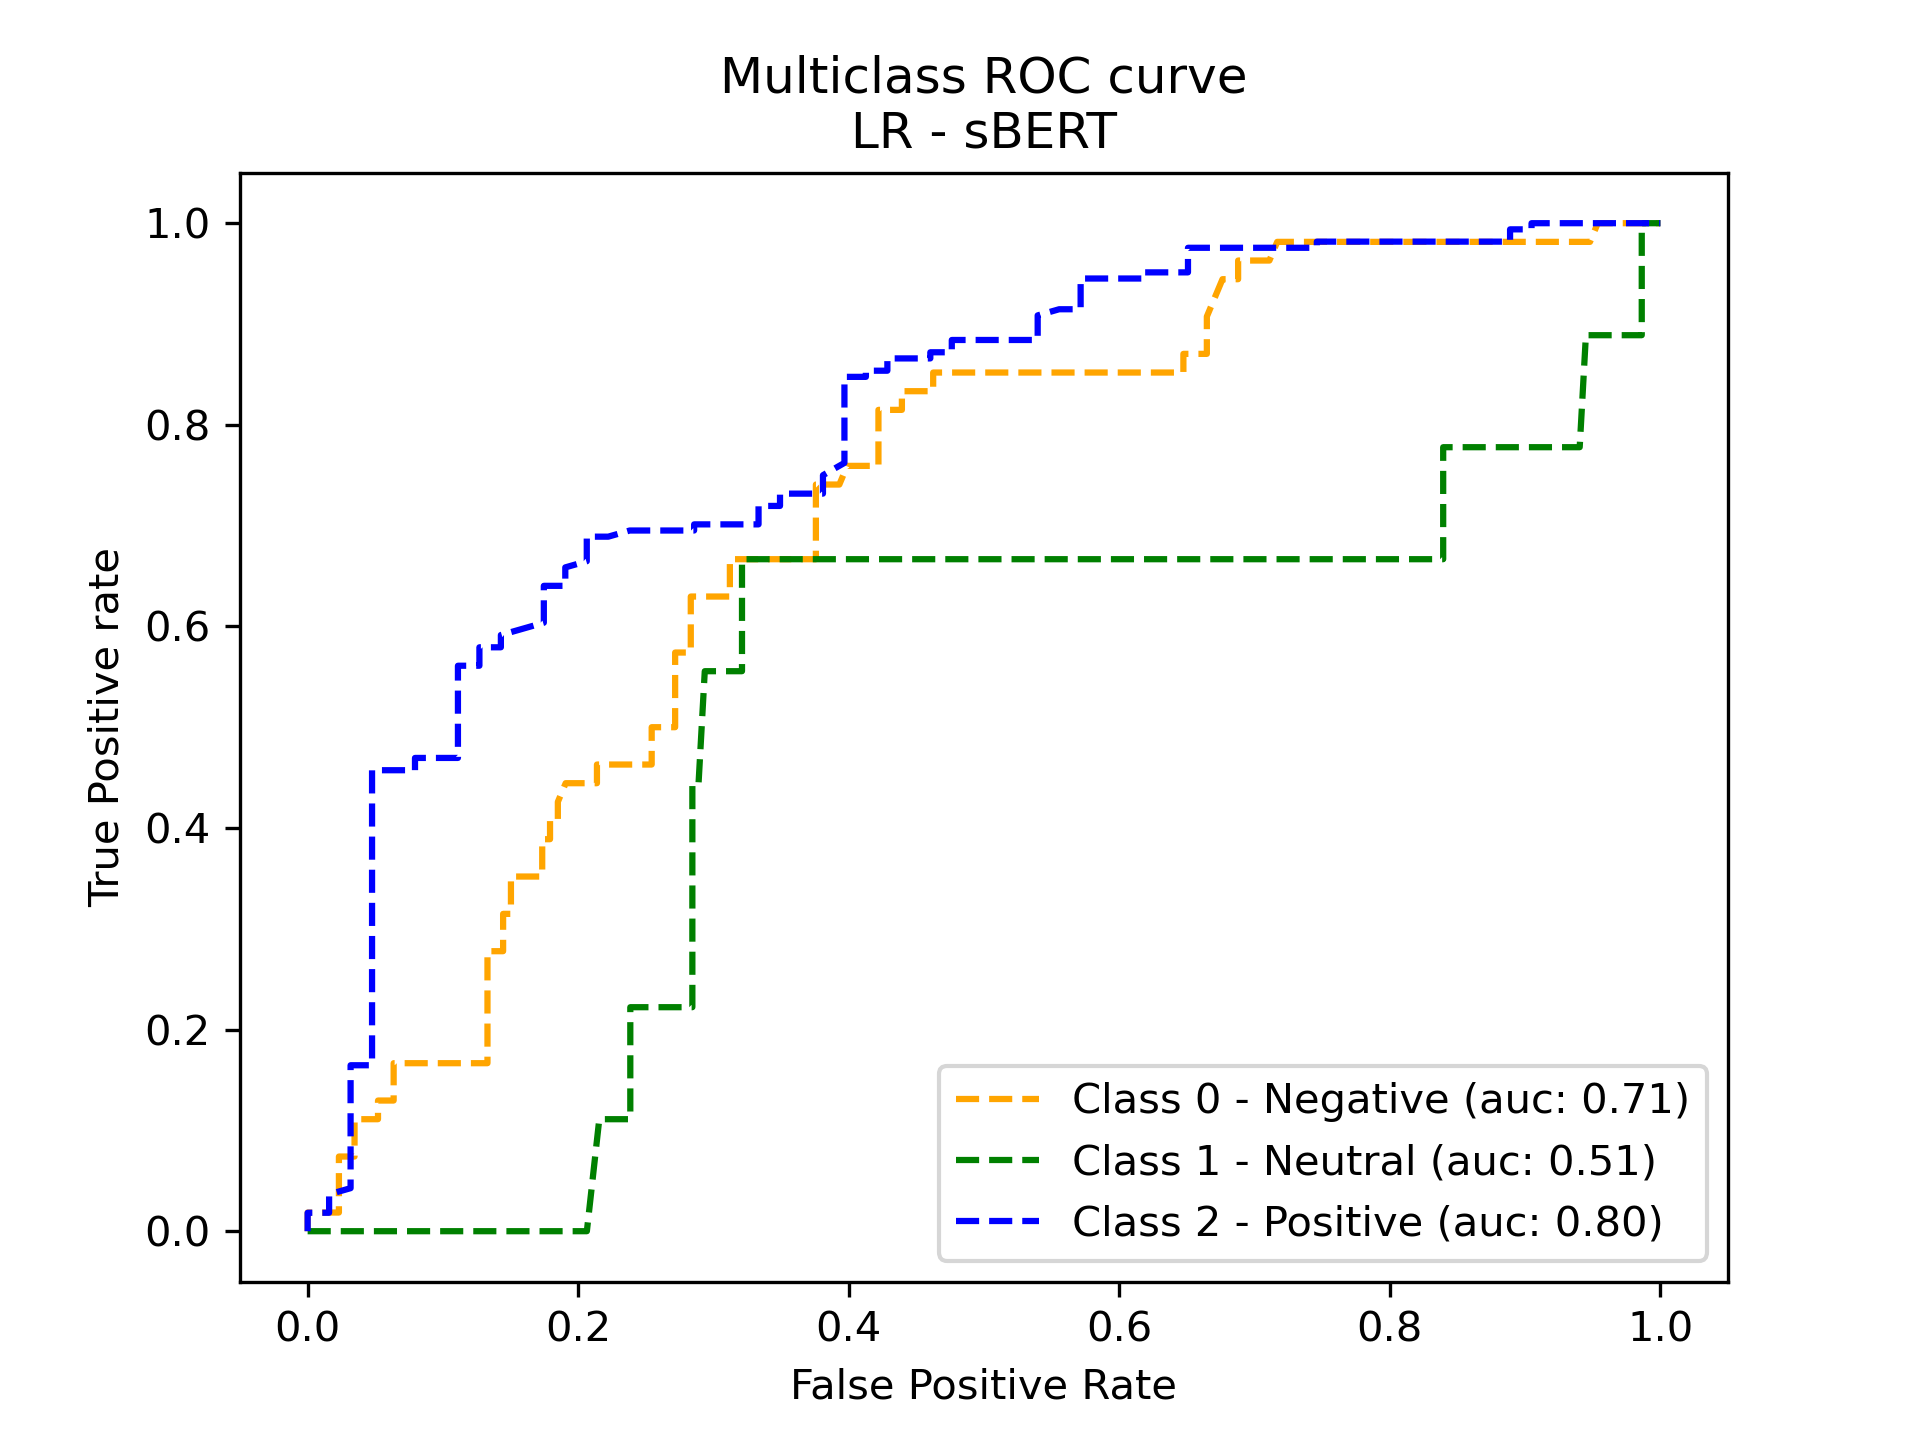 Multiclass ROC curve
LR - sBERT
True Positive rate
1.0
0.8
0.6
0.4
0.2
0.0
Class 0 - Negative (auc: 0.71)
Class 1 - Neutral (auc: 0.51)
Class 2 - Positive (auc: 0.80)
0.0 0.2 0.4 0.6 0.8 1.0
False Positive Rate